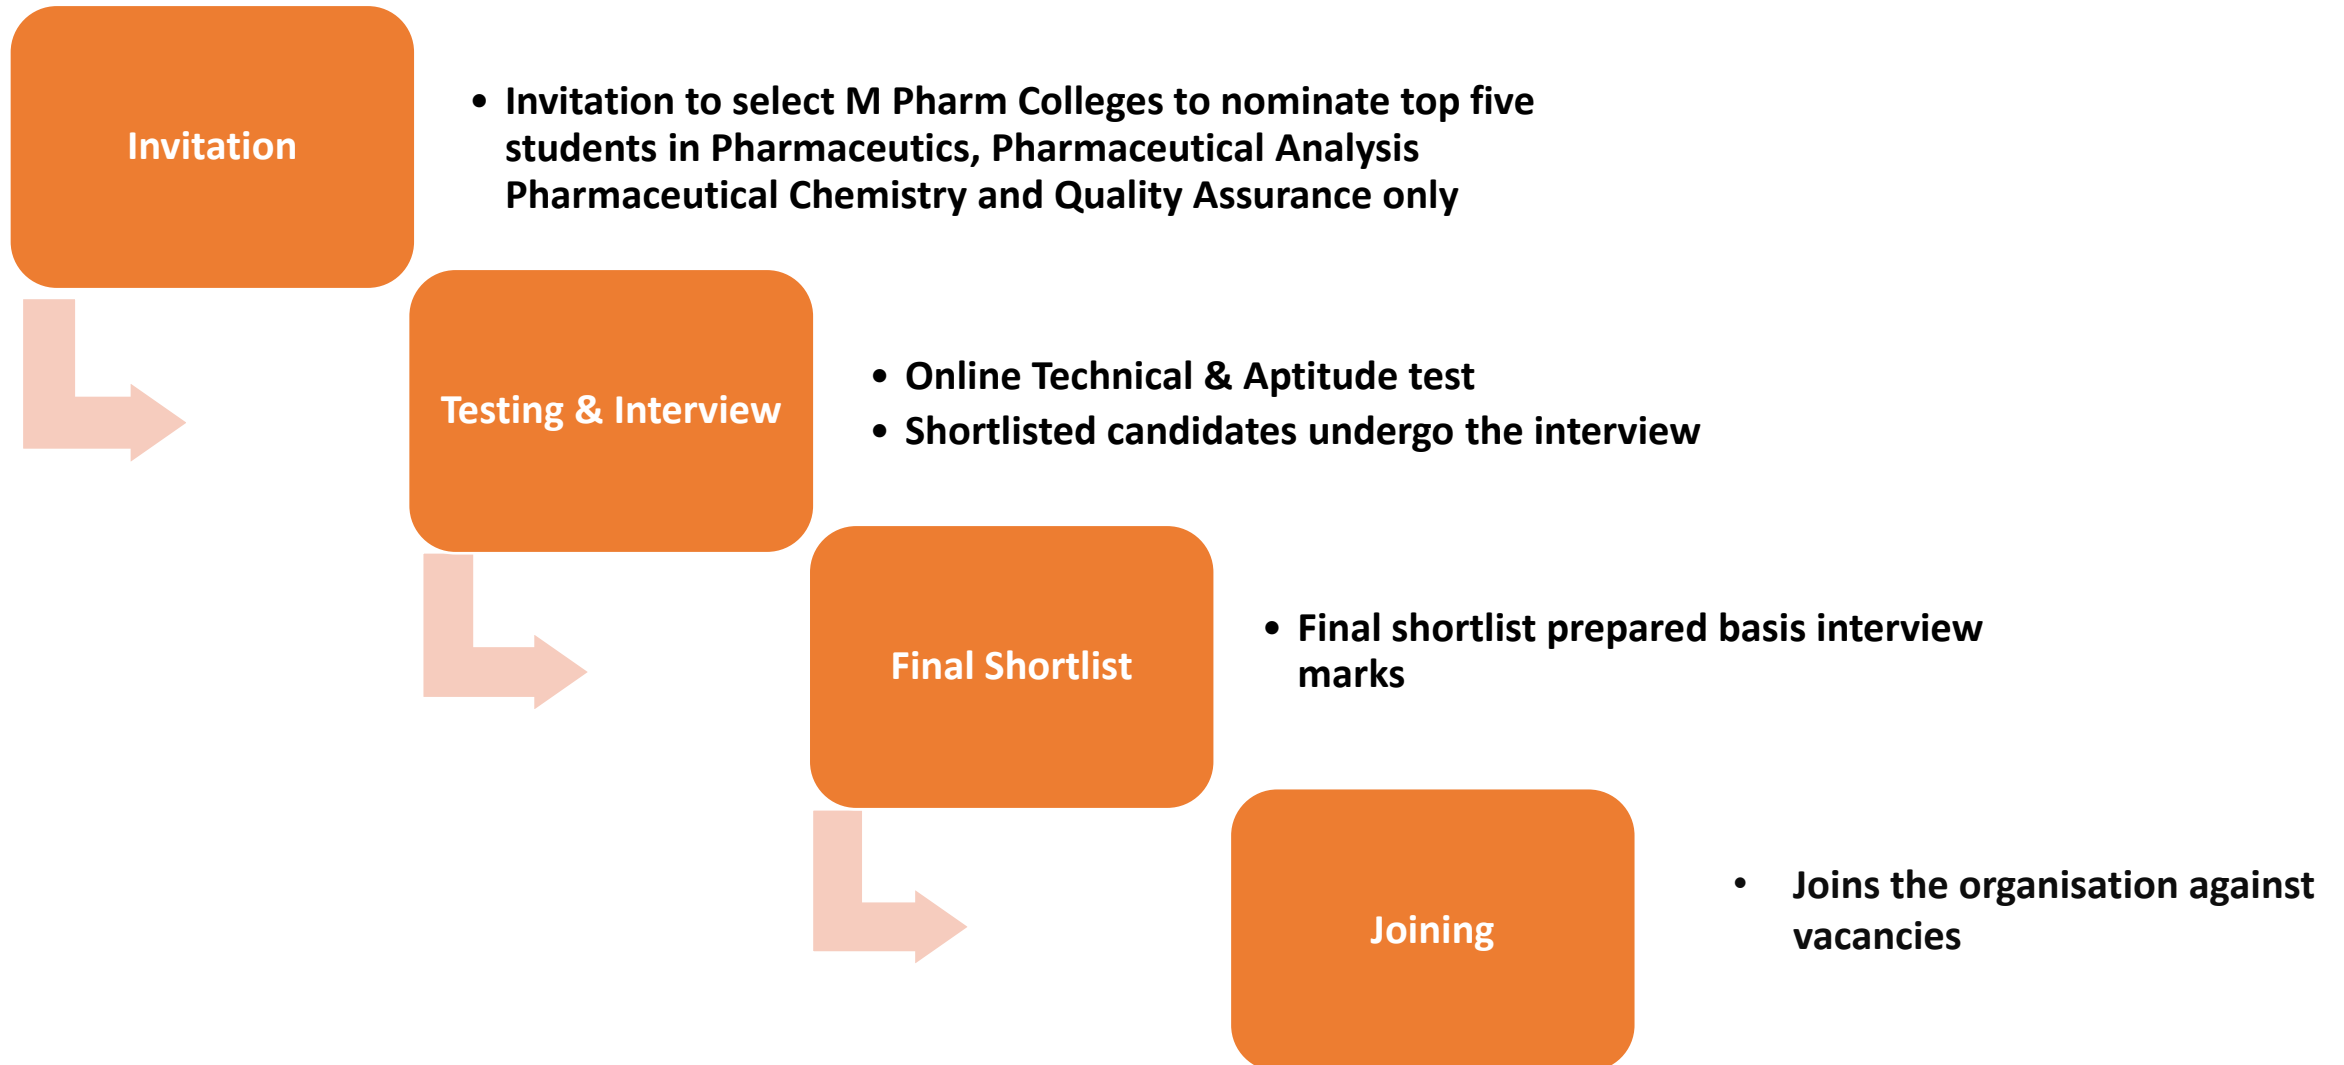 Invitation
• Invitation to select M Pharm Colleges to nominate top five
students in Pharmaceutics, Pharmaceutical Analysis
Pharmaceutical Chemistry and Quality Assurance only
Testing & Interview
• Online Technical & Aptitude test
• Shortlisted candidates undergo the interview
Final Shortlist
• Final shortlist prepared basis interview
marks
Joining
• Joins the organisation against
vacancies